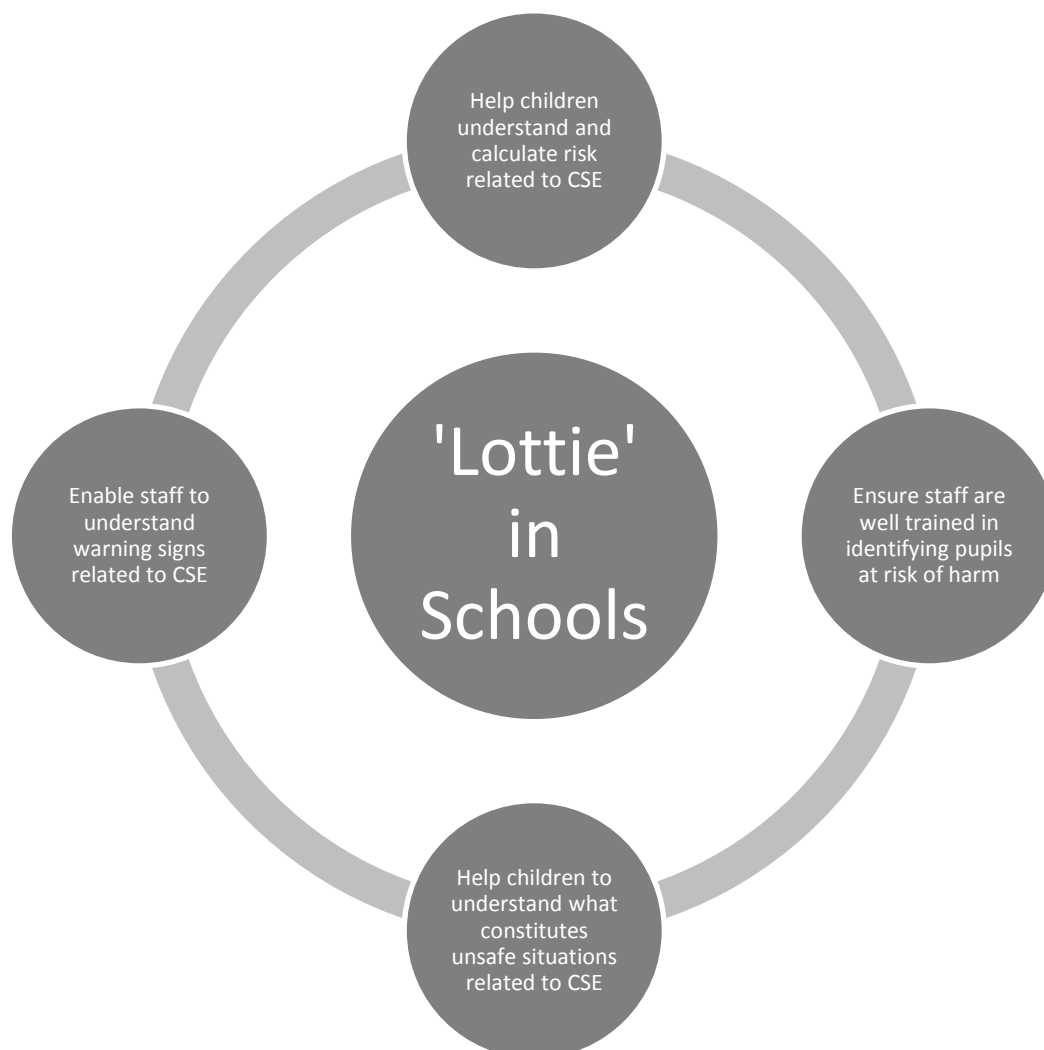 Help children
understand and
calculate risk
related to CSE
Enable staff to
understand
warning signs
related to CSE
'Lottie'
in
Schools
Ensure staff are
well trained in
identifying pupils
at risk of harm
Help children to
understand what
constitutes
unsafe situations
related to CSE